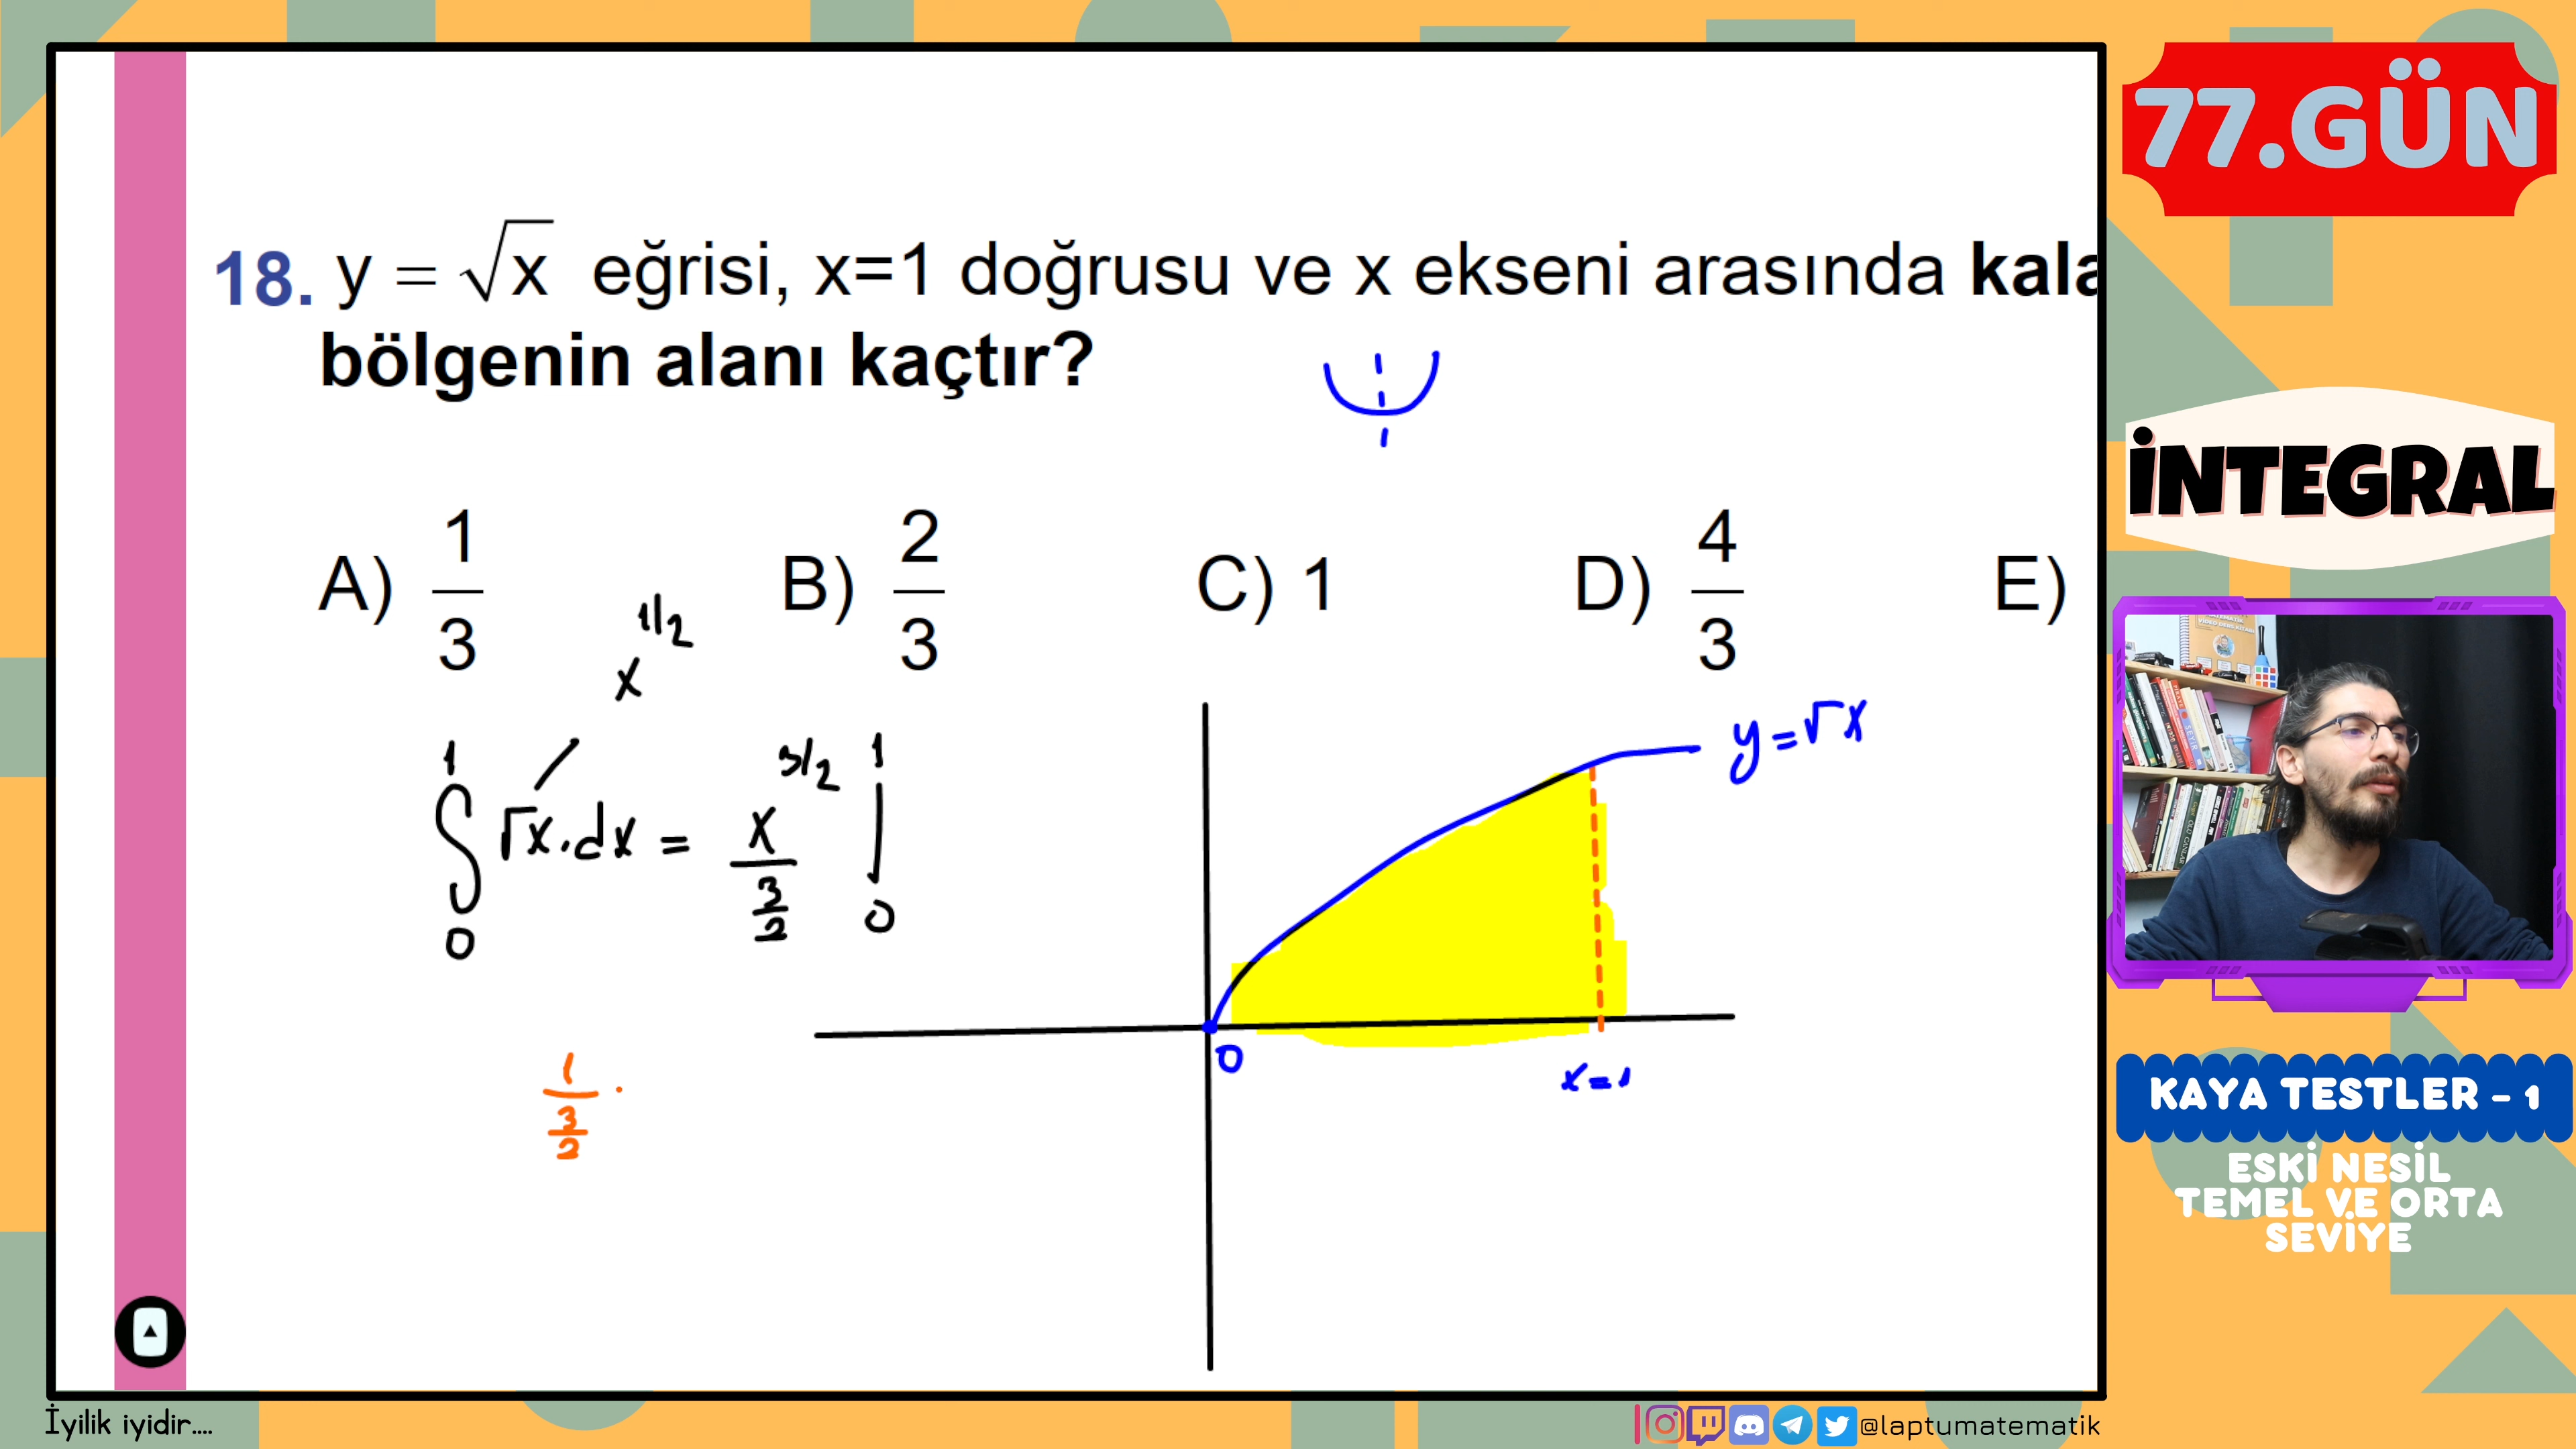 77.GÜN
18. y = √x eğrisi, x=1 doğrusu ve x ekseni arasında kala
bölgenin alanı kaçtır?
A) 1/3 B) 2/3 C) 1 D) 4/3 E)
x^1/2
∫₀¹ √x.dx = x^3/2 / (3/2) |₀¹
1/(3/2) ·
y=√x
0
x=1
İNTEGRAL
KAYA TESTLER - 1
ESKİ NESİL
TEMEL VE ORTA
SEVİYE
İyilik iyidir....
@laptumatematik